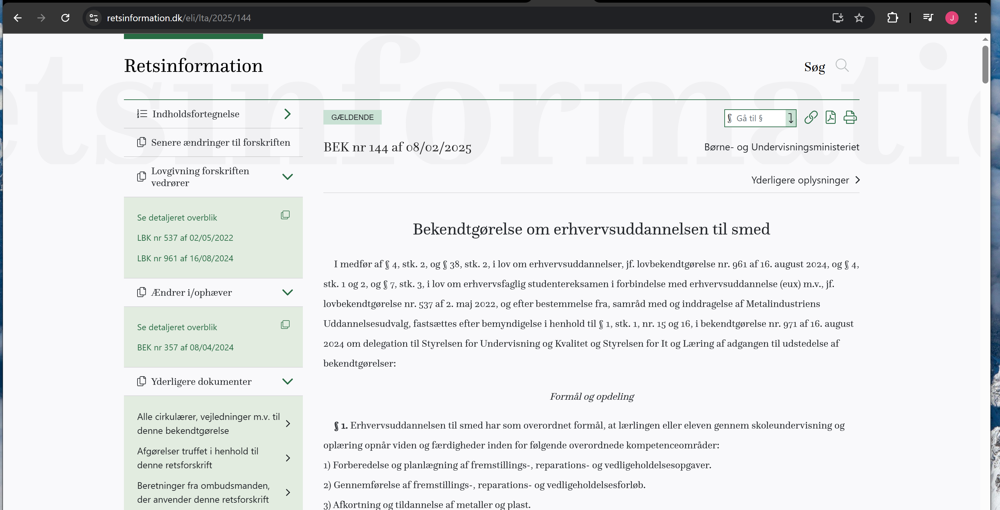 retsinformation.dk/eli/lta/2025/144
J
etsinformatio
Retsinformation
Søg
Indholdsfortegnelse
Senere ændringer til forskriften
Lovgivning forskriften
vedrører
Se detaljeret overblik
LBK nr 537 af 02/05/2022
LBK nr 961 af 16/08/2024
Ændrer i/ophæver
Se detaljeret overblik
BEK nr 357 af 08/04/2024
Yderligere dokumenter
Alle cirkulærer, vejledninger m.v. til
denne bekendtgørelse
Afgørelser truffet i henhold til
denne retsforskrift
Beretninger fra ombudsmanden,
der anvender denne retsforskrift
GÆLDENDE
§ Gå til §
BEK nr 144 af 08/02/2025
Børne- og Undervisningsministeriet
Yderligere oplysninger
Bekendtgørelse om erhvervsuddannelsen til smed
I medfør af § 4, stk. 2, og § 38, stk. 2, i lov om erhvervsuddannelser, jf. lovbekendtgørelse nr. 961 af 16. august 2024, og § 4,
stk. 1 og 2, og § 7, stk. 3, i lov om erhvervsfaglig studentereksamen i forbindelse med erhvervsuddannelse (eux) m.v., jf.
lovbekendtgørelse nr. 537 af 2. maj 2022, og efter bestemmelse fra, samråd med og inddragelse af Metalindustriens
Uddannelsesudvalg, fastsættes efter bemyndigelse i henhold til § 1, stk. 1, nr. 15 og 16, i bekendtgørelse nr. 971 af 16. august
2024 om delegation til Styrelsen for Undervisning og Kvalitet og Styrelsen for It og Læring af adgangen til udstedelse af
bekendtgørelser:
Formål og opdeling
§ 1. Erhvervsuddannelsen til smed har som overordnet formål, at lærlingen eller eleven gennem skoleundervisning og
oplæring opnår viden og færdigheder inden for følgende overordnede kompetenceområder:
1) Forberedelse og planlægning af fremstillings-, reparations- og vedligeholdelsesopgaver.
2) Gennemførelse af fremstillings-, reparations- og vedligeholdelsesforløb.
3) Afkortning og tildannelse af metaller og plast.